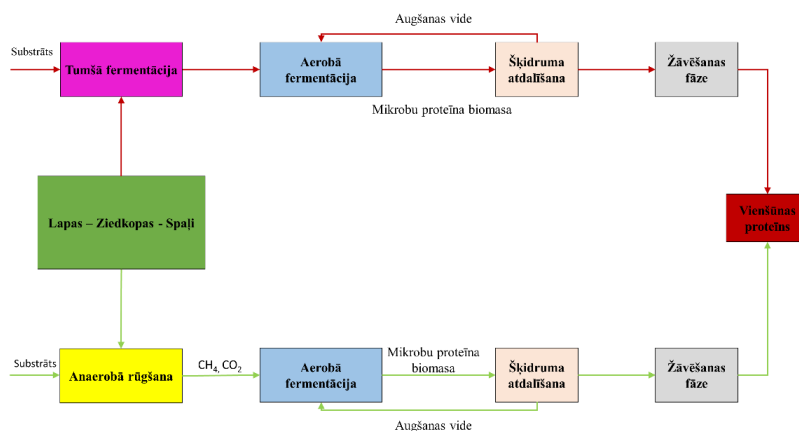 Augšanas vide
Substrāts
Tumšā fermentācija
Aerobā
fermentācija
Šķidruma
atdalīšana
Žāvēšanas
fāze
Mikrobu proteīna biomasa
Lapas – Ziedkopas - Spaļi
Vienšūnas
proteīns
Substrāts
Anaerobā rūgšana
CH4, CO2
Aerobā
fermentācija
Mikrobu proteīna
biomasa
Šķidruma
atdalīšana
Žāvēšanas
fāze
Augšanas vide